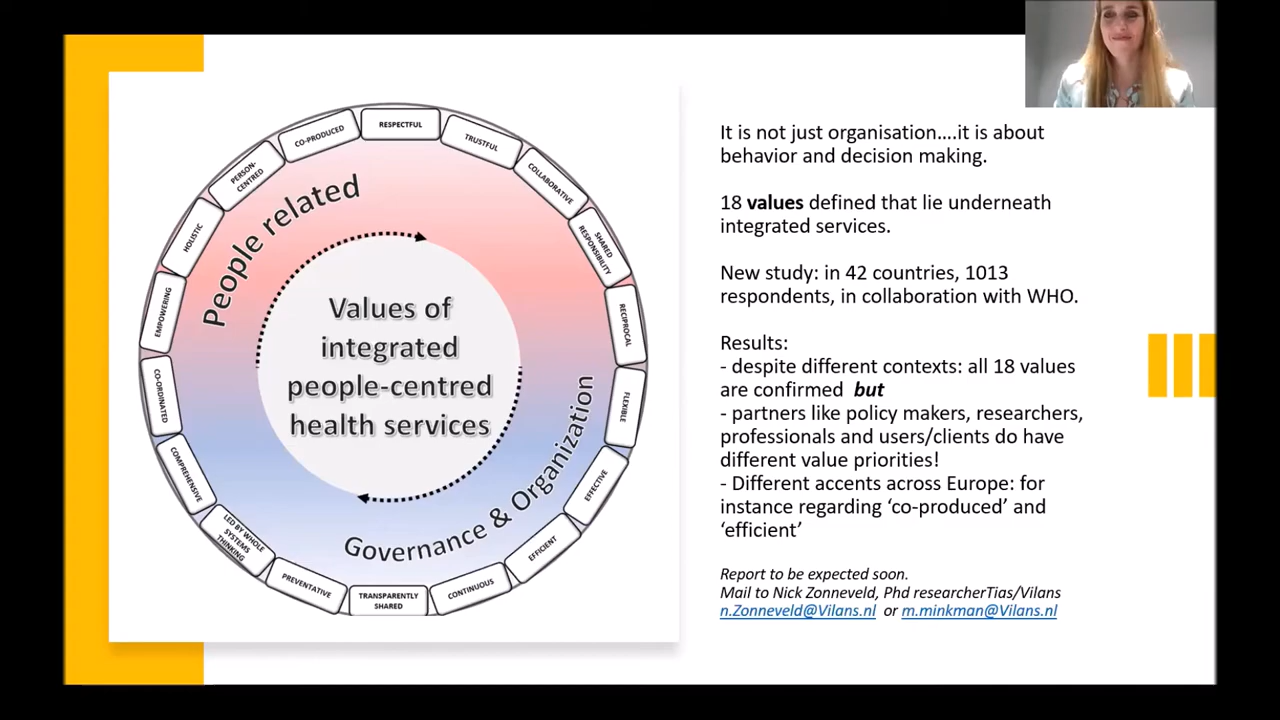 RESPECTFUL
TRUSTFUL
COLLABORATIVE
SHARED
RESPONSIBILITY
RECIPROCAL
FLEXIBLE
EFFECTIVE
EFFICIENT
CONTINUOUS
TRANSPARENTLY
SHARED
PREVENTATIVE
LED BY WHOLE
SYSTEMS
THINKING
COMPREHENSIVE
CO-ORDINATED
EMPOWERING
HOLISTIC
PERSON-
CENTRED
CO-PRODUCED
People related
Values of
integrated
people-centred
health services
Governance & Organization
It is not just organisation....it is about
behavior and decision making.
18 values defined that lie underneath
integrated services.
New study: in 42 countries, 1013
respondents, in collaboration with WHO.
Results:
- despite different contexts: all 18 values
are confirmed but
- partners like policy makers, researchers,
professionals and users/clients do have
different value priorities!
- Different accents across Europe: for
instance regarding ‘co-produced’ and
‘efficient’
Report to be expected soon.
Mail to Nick Zonneveld, Phd researcherTias/Vilans
n.Zonneveld@Vilans.nl or m.minkman@Vilans.nl